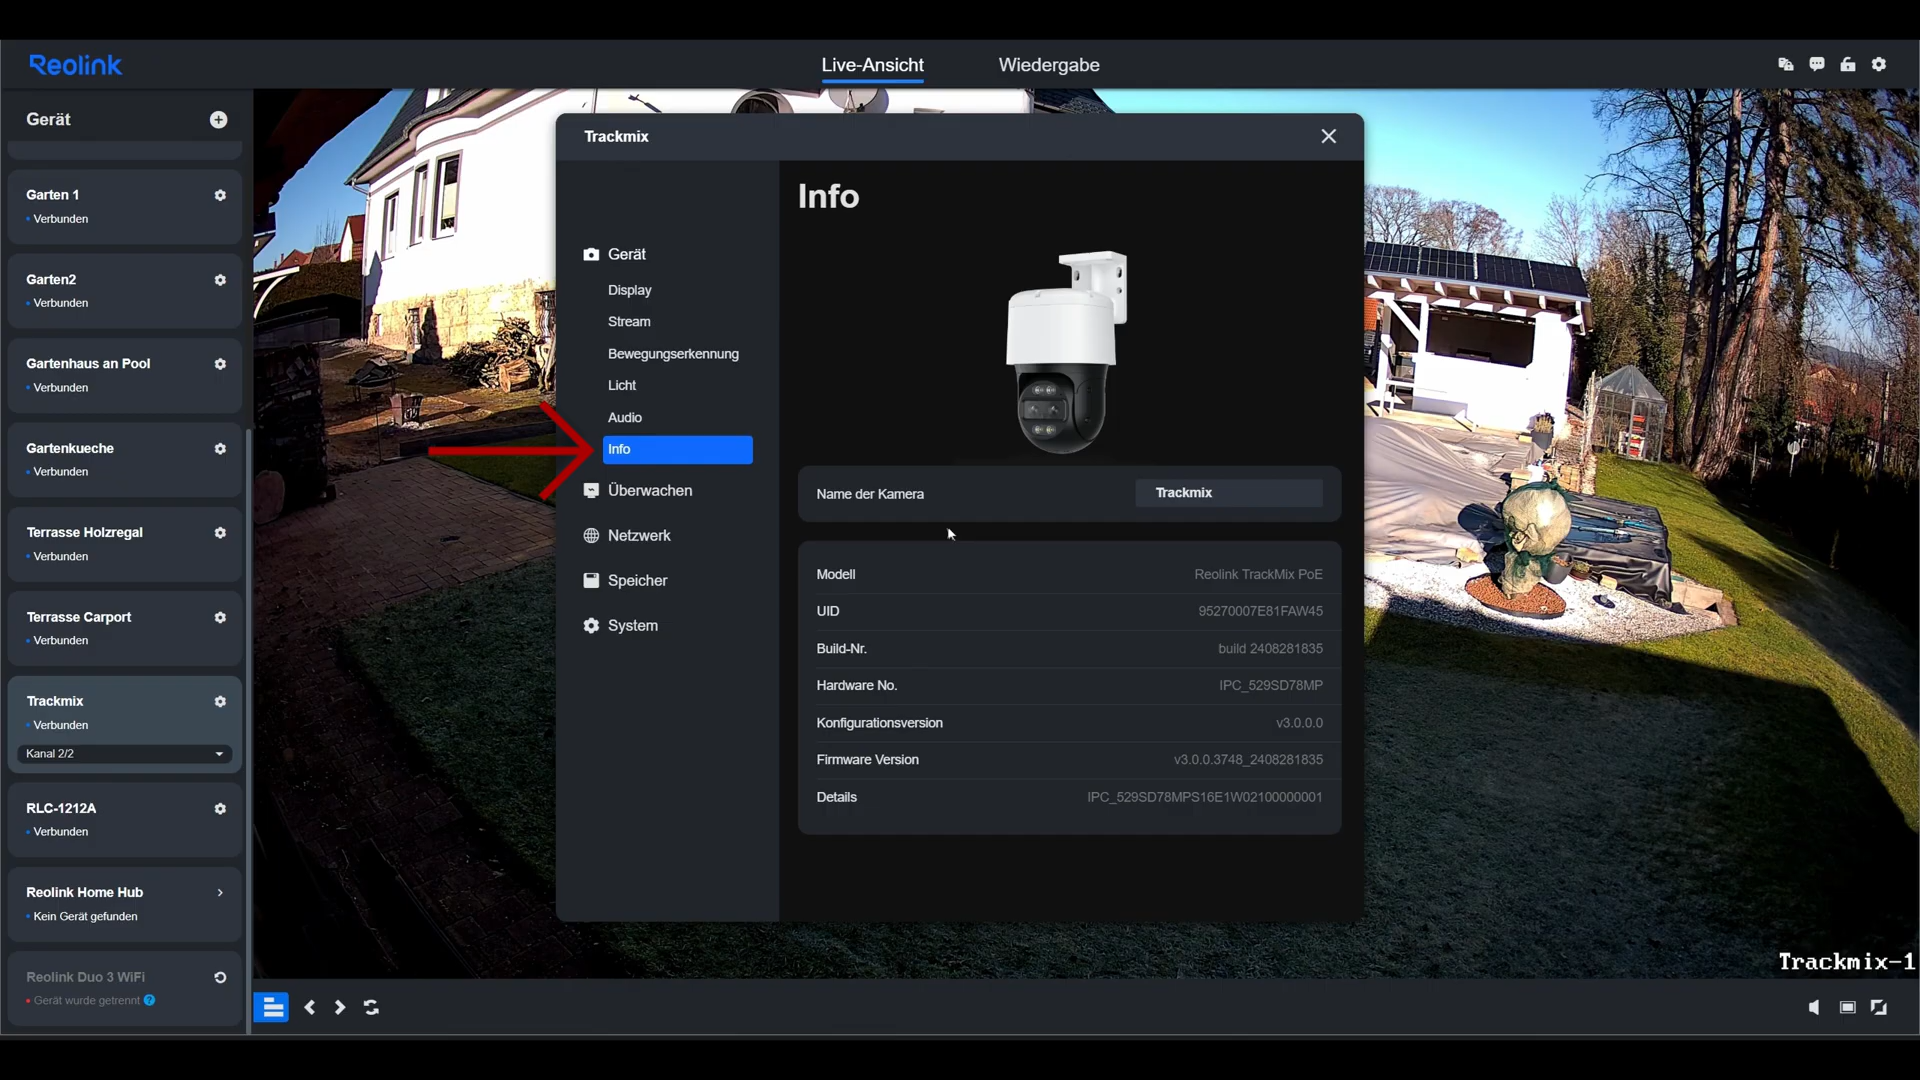 Reolink
Live-Ansicht
Wiedergabe
Gerät
Garten 1
Verbunden
Garten2
Verbunden
Gartenhaus an Pool
Verbunden
Gartenkueche
Verbunden
Terrasse Holzregal
Verbunden
Terrasse Carport
Verbunden
Trackmix
Verbunden
Kanal 2/2
RLC-1212A
Verbunden
Reolink Home Hub
Kein Gerät gefunden
Reolink Duo 3 WiFi
Gerät wurde getrennt ?
Trackmix
Gerät
Display
Stream
Bewegungserkennung
Licht
Audio
Info
Überwachen
Netzwerk
Speicher
System
Info
Name der Kamera Trackmix
Modell Reolink TrackMix PoE
UID 95270007E81FAW45
Build-Nr. build 2408281835
Hardware No. IPC_529SD78MP
Konfigurationsversion v3.0.0.0
Firmware Version v3.0.0.3748_2408281835
Details IPC_529SD78MPS16E1W02100000001
Trackmix-1